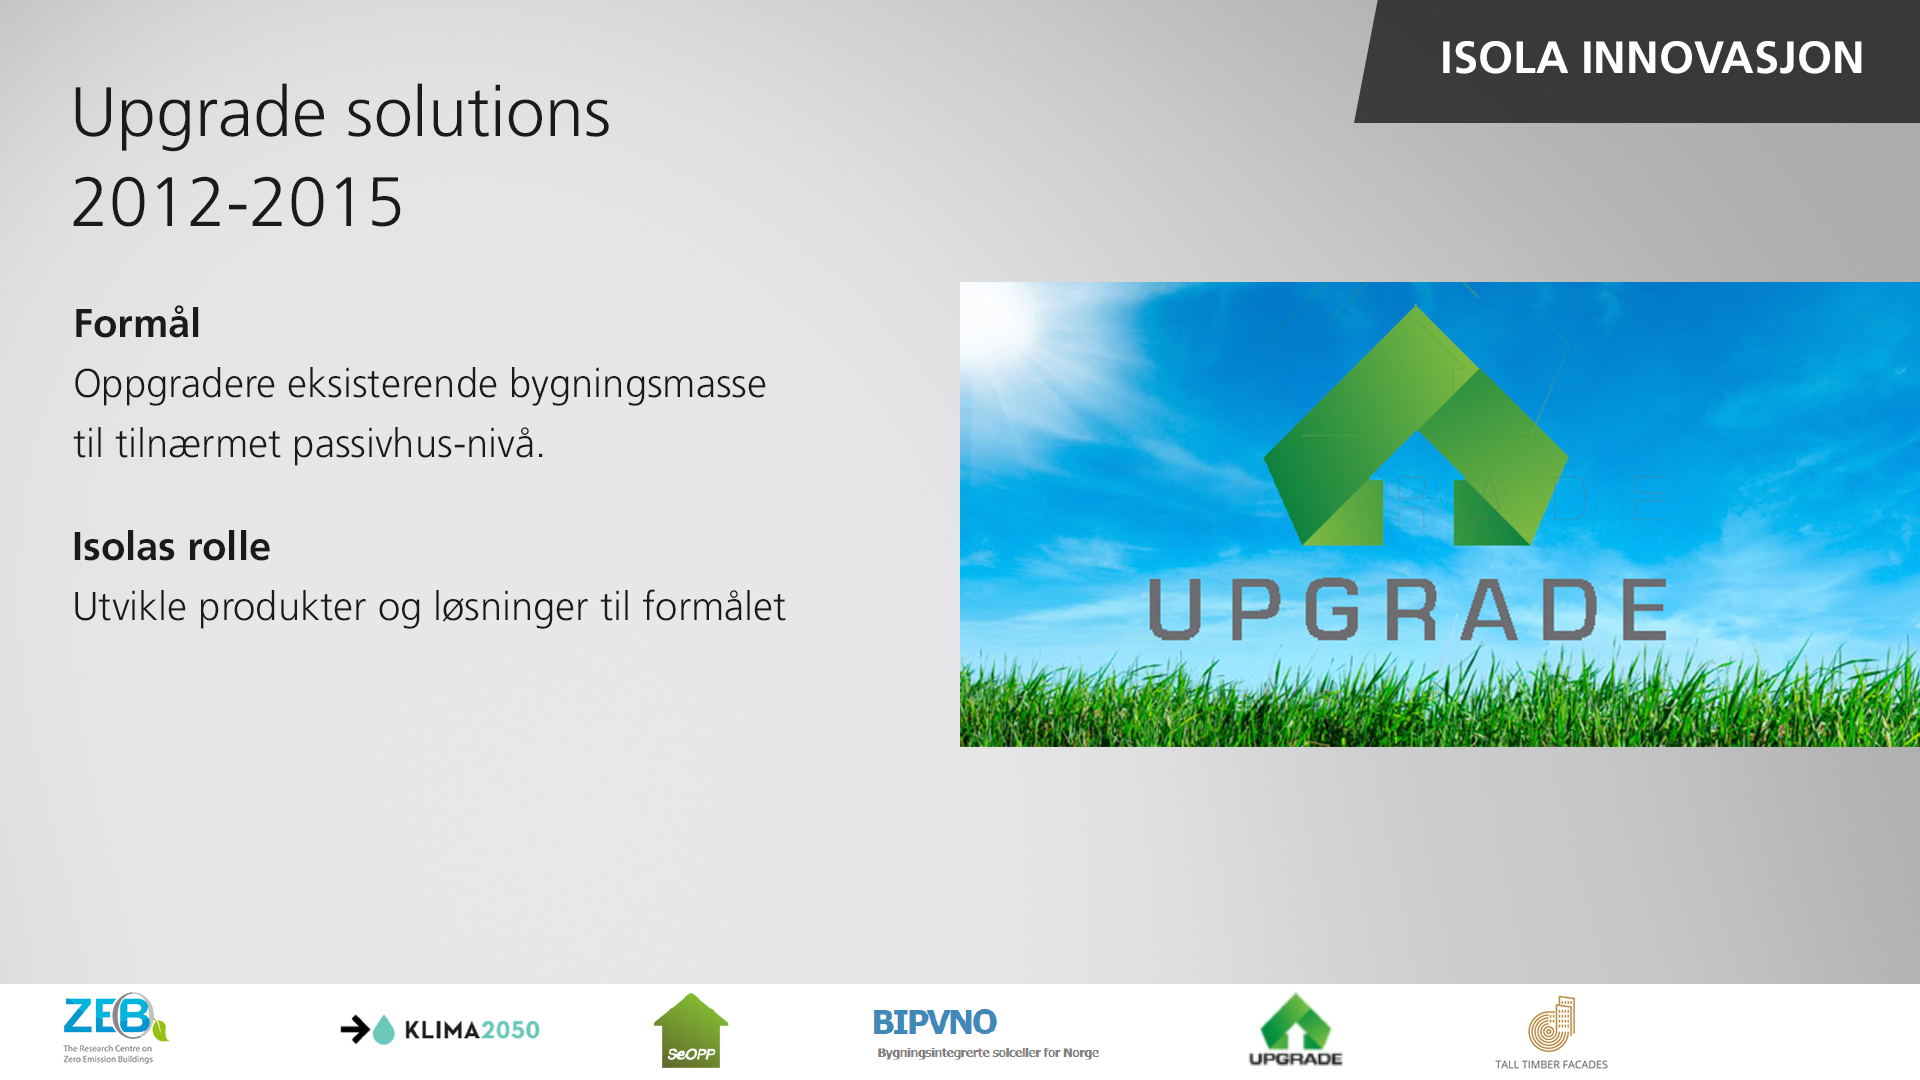 ISOLA INNOVASJON
Upgrade solutions
2012-2015
Formål
Oppgradere eksisterende bygningsmasse
til tilnærmet passivhus-nivå.
Isolas rolle
Utvikle produkter og løsninger til formålet
RADE
UPGRADE
ZEB
The Research Centre on
Zero Emission Buildings
KLIMA2050
SeOPP
BIPVNO
Bygningsintegrerte solceller for Norge
UPGRADE
TALL TIMBER FACADES